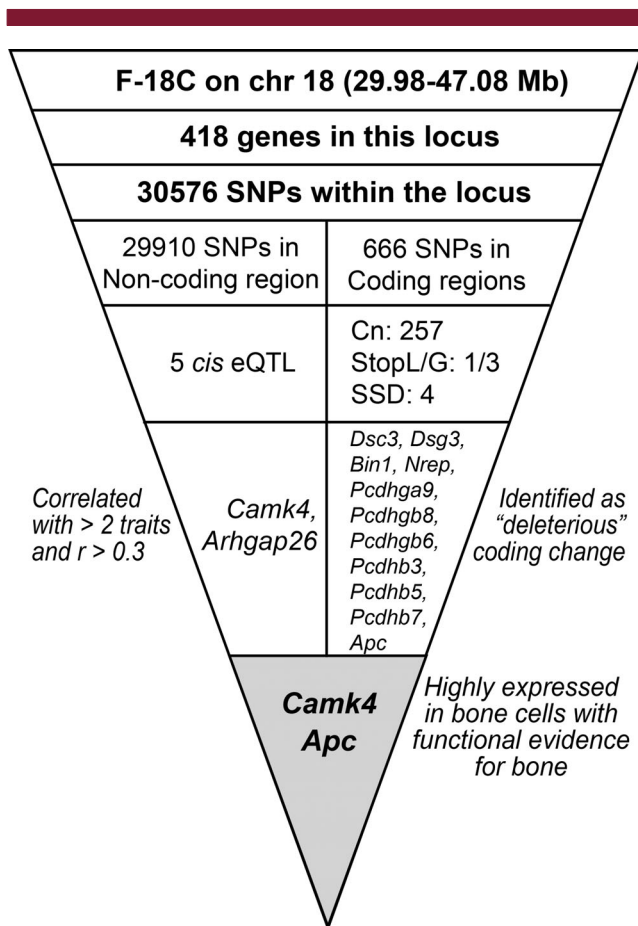 F-18C on chr 18 (29.98-47.08 Mb)
418 genes in this locus
30576 SNPs within the locus
29910 SNPs in
Non-coding region
666 SNPs in
Coding regions
5 cis eQTL
Cn: 257
StopL/G: 1/3
SSD: 4
Correlated
with > 2 traits
and r > 0.3
Camk4,
Arhgap26
Dsc3, Dsg3,
Bin1, Nrep,
Pcdhga9,
Pcdhgb8,
Pcdhgb6,
Pcdhb3,
Pcdhb5,
Pcdhb7,
Apc
Identified as
“deleterious”
coding change
Camk4
Apc
Highly expressed
in bone cells with
functional evidence
for bone